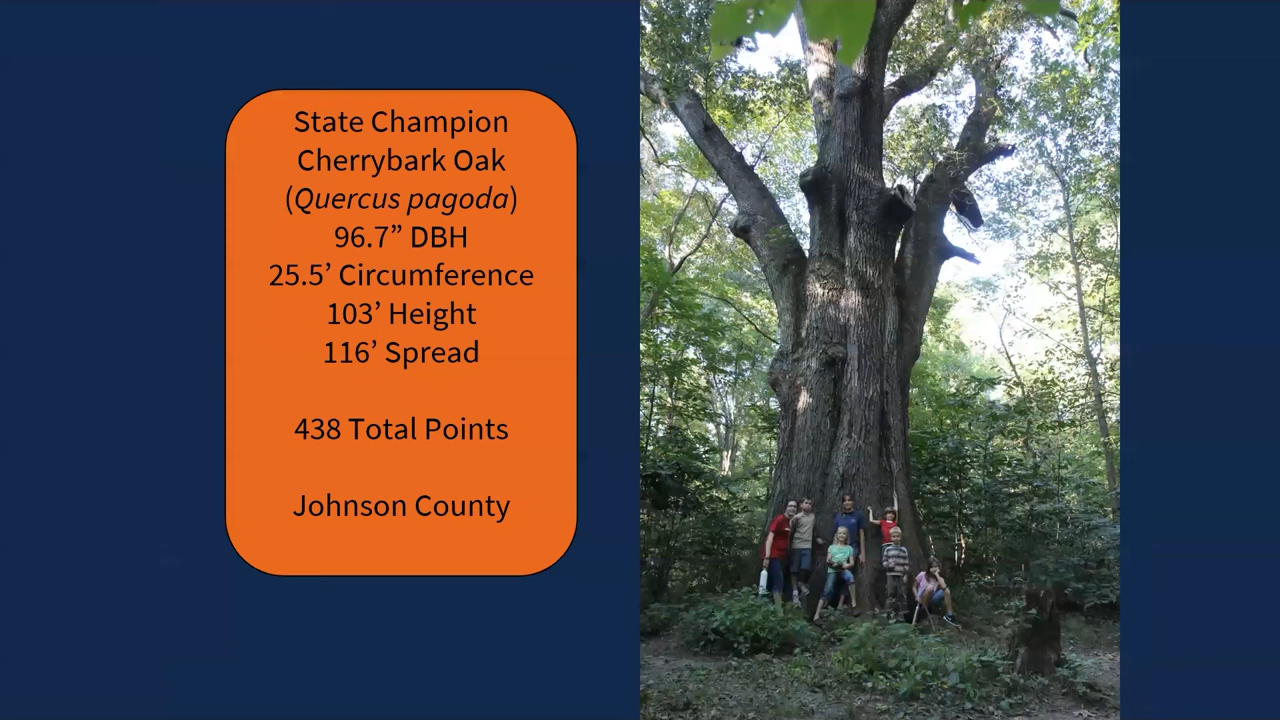 State Champion
Cherrybark Oak
(Quercus pagoda)
96.7” DBH
25.5’ Circumference
103’ Height
116’ Spread
438 Total Points
Johnson County